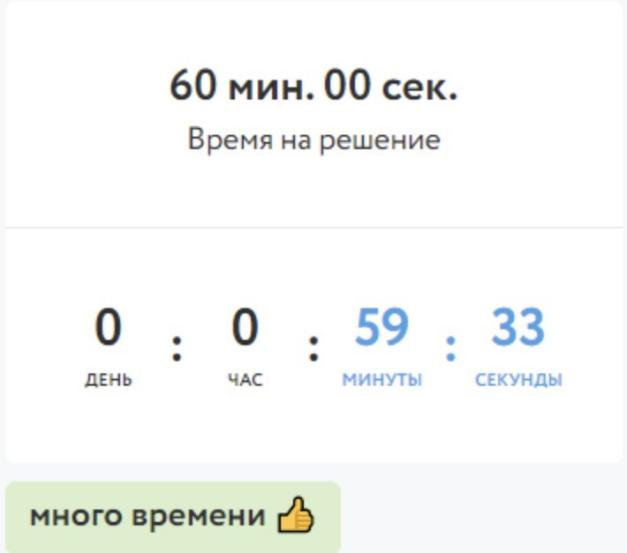 60 мин. 00 сек.
Время на решение
0 : 0 : 59 : 33
ДЕНЬ ЧАС МИНУТЫ СЕКУНДЫ
много времени 👍